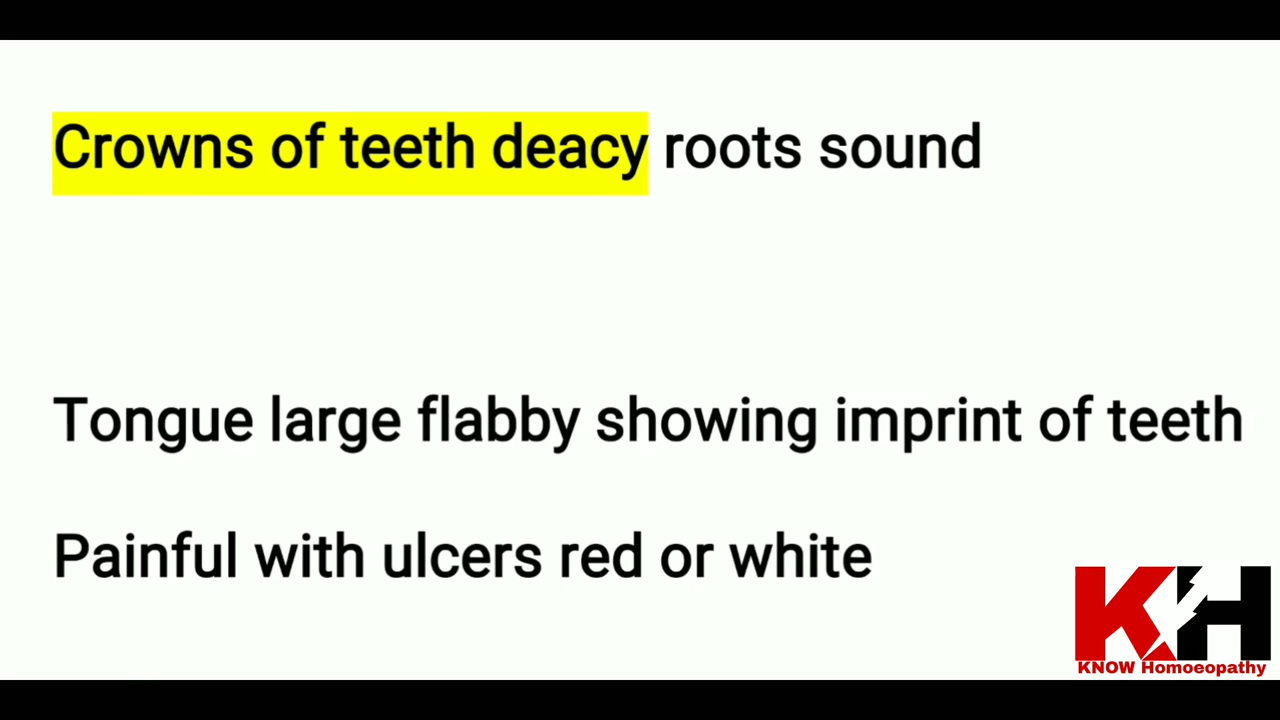 Crowns of teeth deacy roots sound
Tongue large flabby showing imprint of teeth
Painful with ulcers red or white
KH
KNOW Homoeopathy